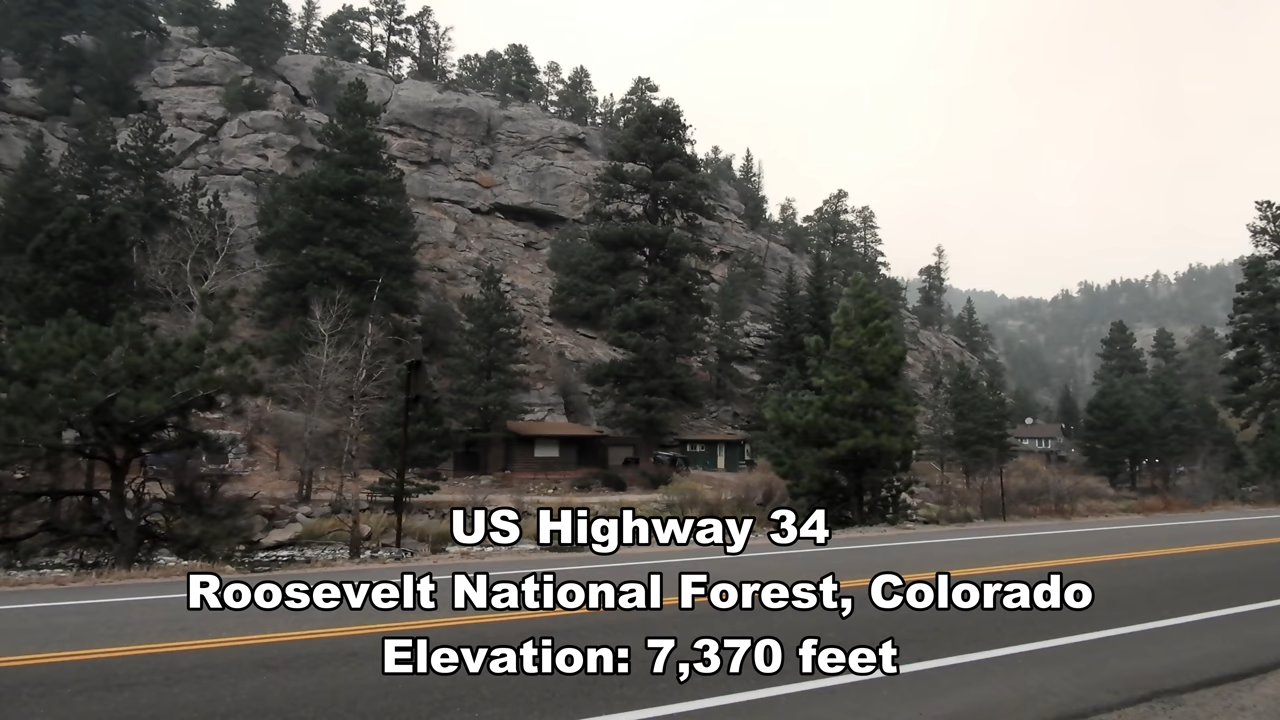 US Highway 34
Roosevelt National Forest, Colorado
Elevation: 7,370 feet